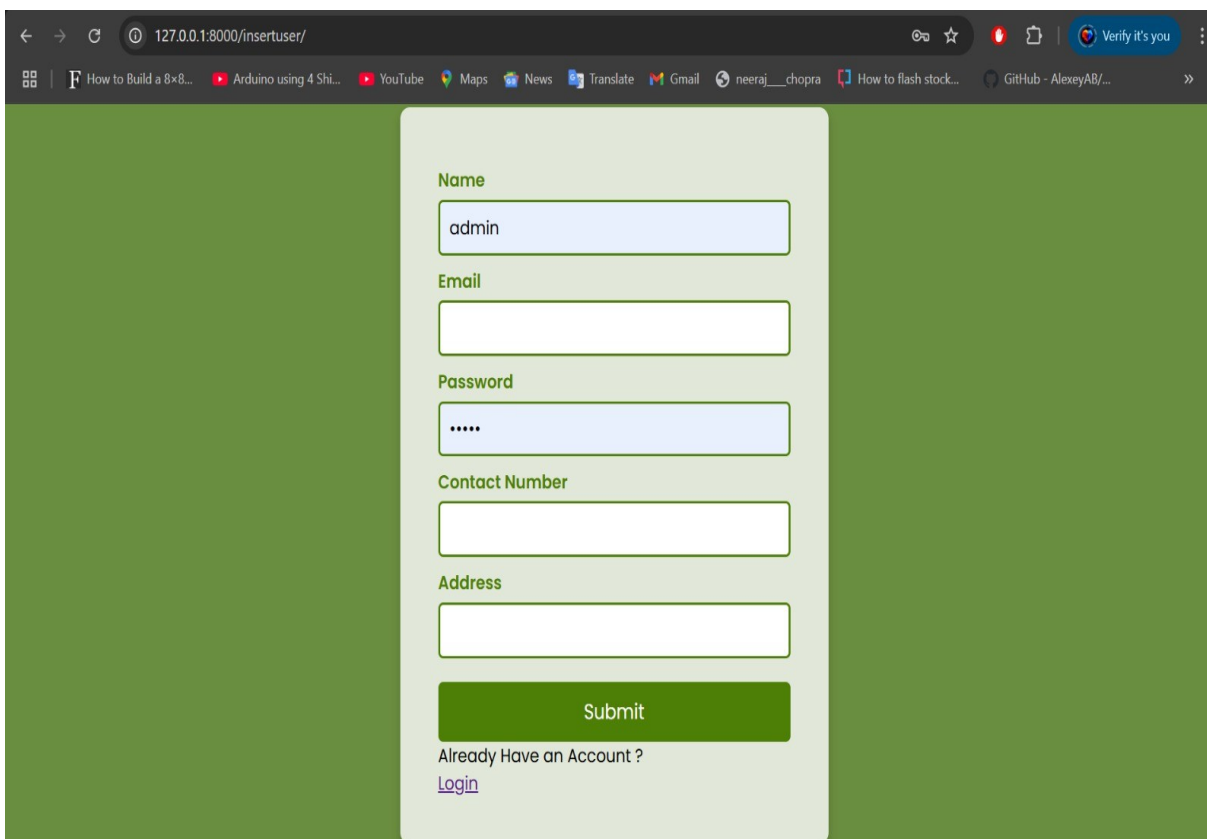 127.0.0.1:8000/insertuser/
Verify it's you
How to Build a 8×8... Arduino using 4 Shi... YouTube Maps News Translate Gmail neeraj___chopra How to flash stock... GitHub - AlexeyAB/...
Name
admin
Email
Password
•••••
Contact Number
Address
Submit
Already Have an Account ?
Login